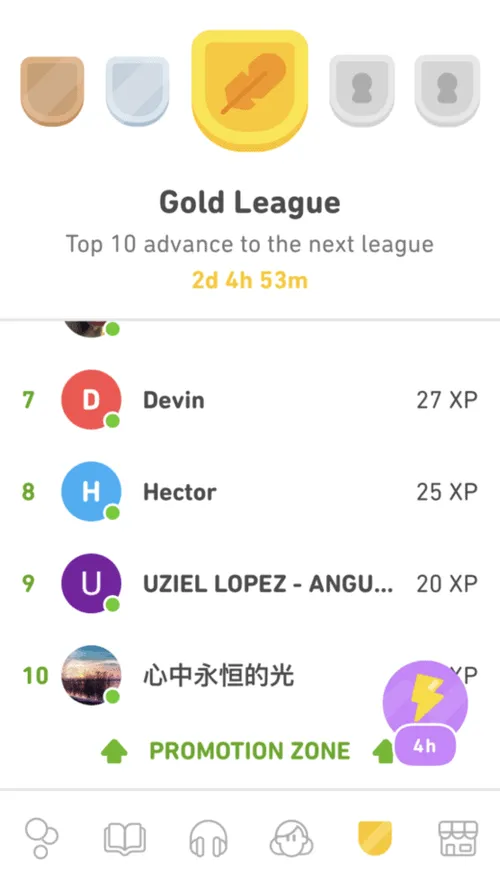 Gold League
Top 10 advance to the next league
2d 4h 53m
7 D Devin 27 XP
8 H Hector 25 XP
9 U UZIEL LOPEZ - ANGU... 20 XP
10 心中永恒的光 XP
PROMOTION ZONE
4h